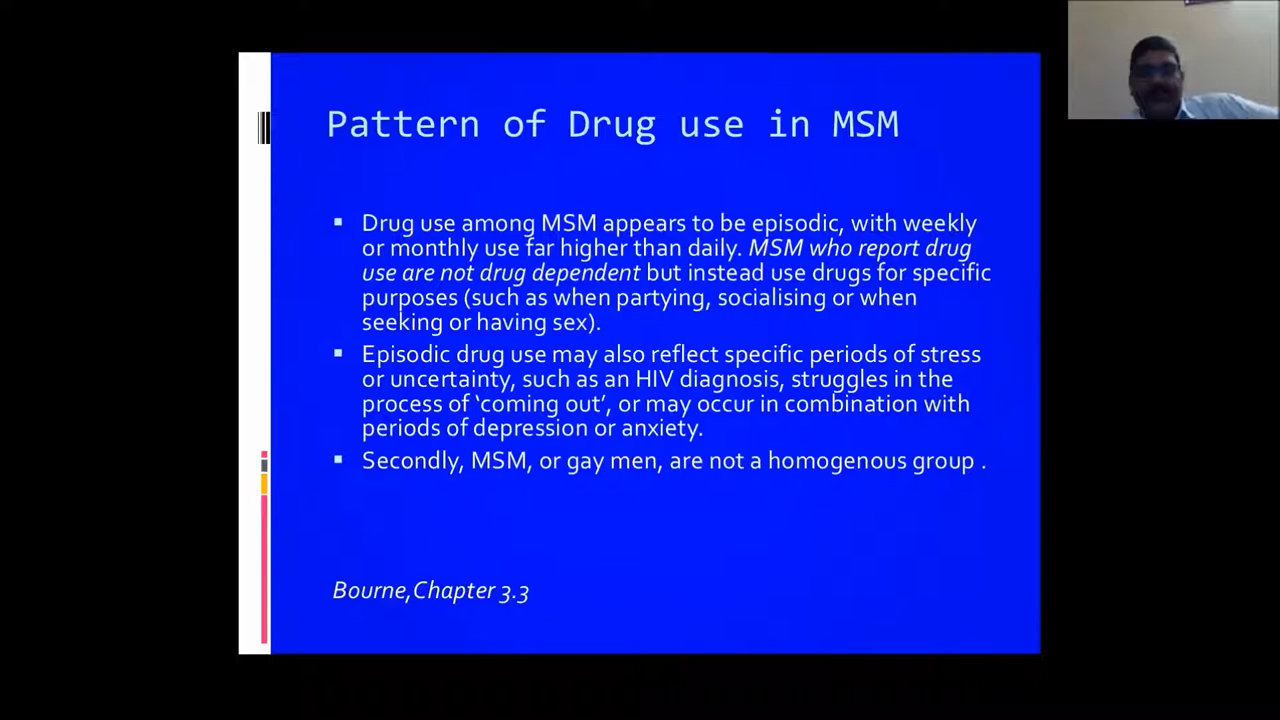 Pattern of Drug use in MSM
▪ Drug use among MSM appears to be episodic, with weekly
or monthly use far higher than daily. MSM who report drug
use are not drug dependent but instead use drugs for specific
purposes (such as when partying, socialising or when
seeking or having sex).
▪ Episodic drug use may also reflect specific periods of stress
or uncertainty, such as an HIV diagnosis, struggles in the
process of ‘coming out’, or may occur in combination with
periods of depression or anxiety.
▪ Secondly, MSM, or gay men, are not a homogenous group .
Bourne,Chapter 3.3